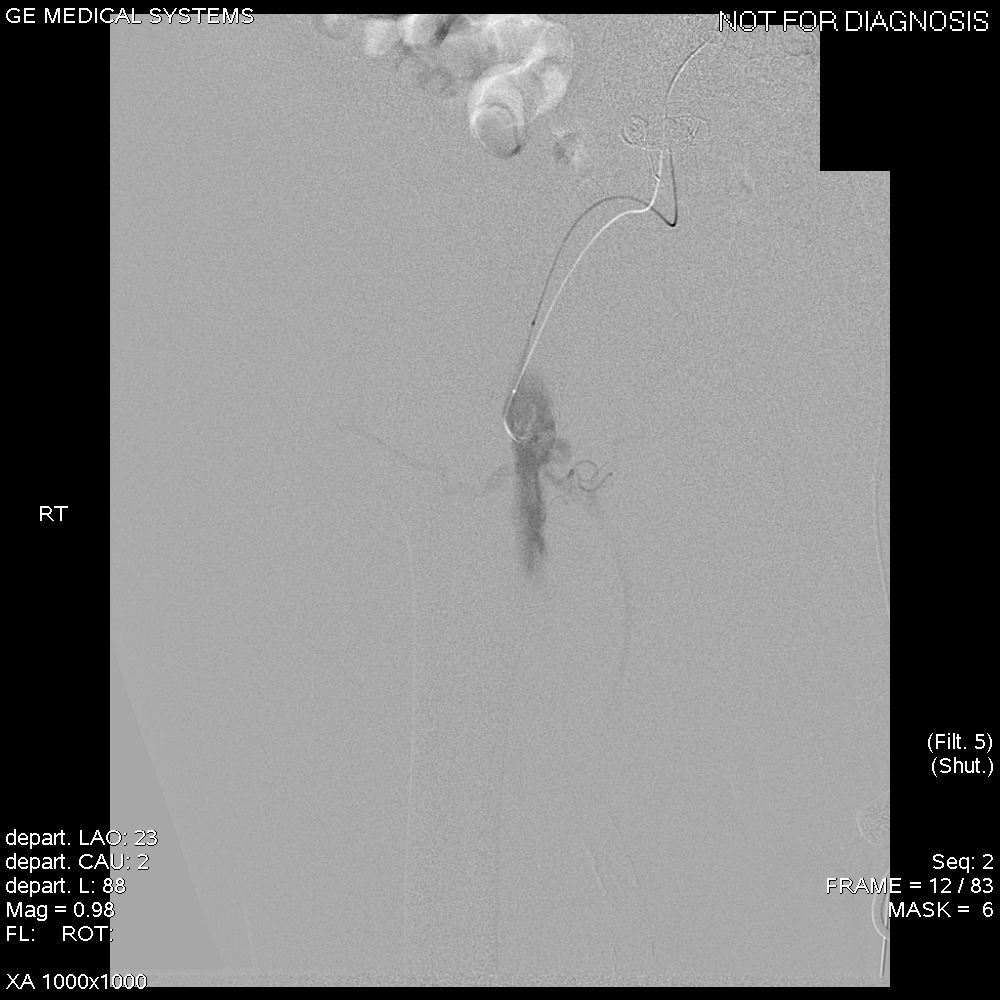 GE MEDICAL SYSTEMS
NOT FOR DIAGNOSIS
RT
(Filt. 5)
(Shut.)
depart. LAO: 23
depart. CAU: 2
depart. L: 88
Mag = 0.98
FL: ROT:
Seq: 2
FRAME = 12 / 83
MASK = 6
XA 1000x1000